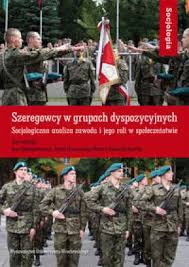 Socjologia
Szeregowcy w grupach dyspozycyjnych
Socjologiczna analiza zawodu i jego roli w społeczeństwie
Wydawnictwo Uniwersytetu Wrocławskiego